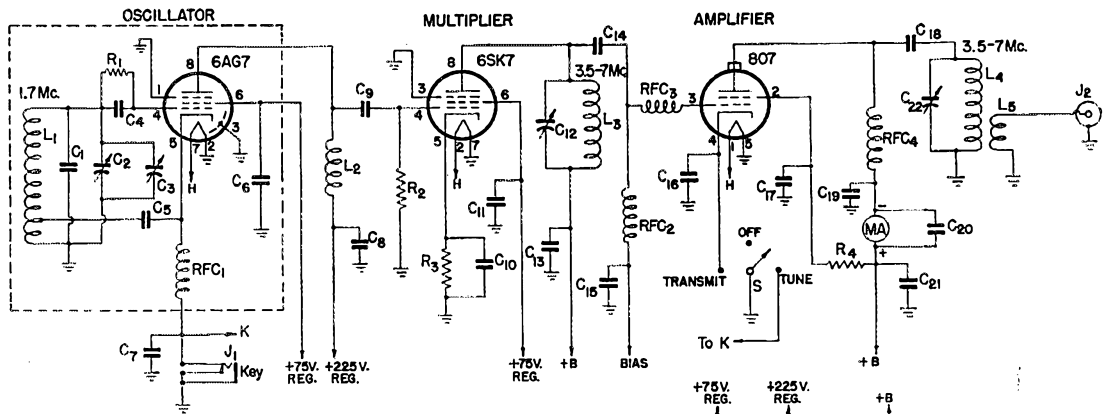 OSCILLATOR
MULTIPLIER
AMPLIFIER
6AG7
6SK7
807
1.7Mc.
3.5-7Mc
3.5-7Mc.
R1
C4
L1
C1
C2
C3
C5
C6
RFC1
C7
K
J1
Key
H
8
1
4
5
6
3
7
2
+75V.
REG.
+225V.
REG.
L2
C8
C9
R2
R3
C10
C11
8
3
4
5
6
2
7
H
C12
L3
C13
C14
C15
RFC2
RFC3
+75V.
REG.
+B
BIAS
3
2
4
1
5
H
C16
C17
OFF
TRANSMIT
S
TUNE
To K
R4
RFC4
C18
C19
MA
-
+
C20
C21
C22
L4
L5
J2
+B
+75V.
REG.
+225V.
REG.
+B